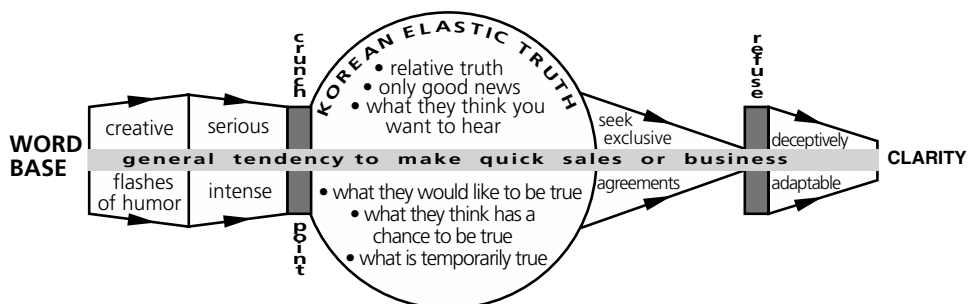 WORD
BASE
creative
flashes
of humor
serious
intense
crunch
point
KOREAN ELASTIC TRUTH
• relative truth
• only good news
• what they think you
want to hear
general tendency to make quick sales or business
• what they would like to be true
• what they think has a
chance to be true
• what is temporarily true
seek
exclusive
agreements
refuse
deceptively
adaptable
CLARITY